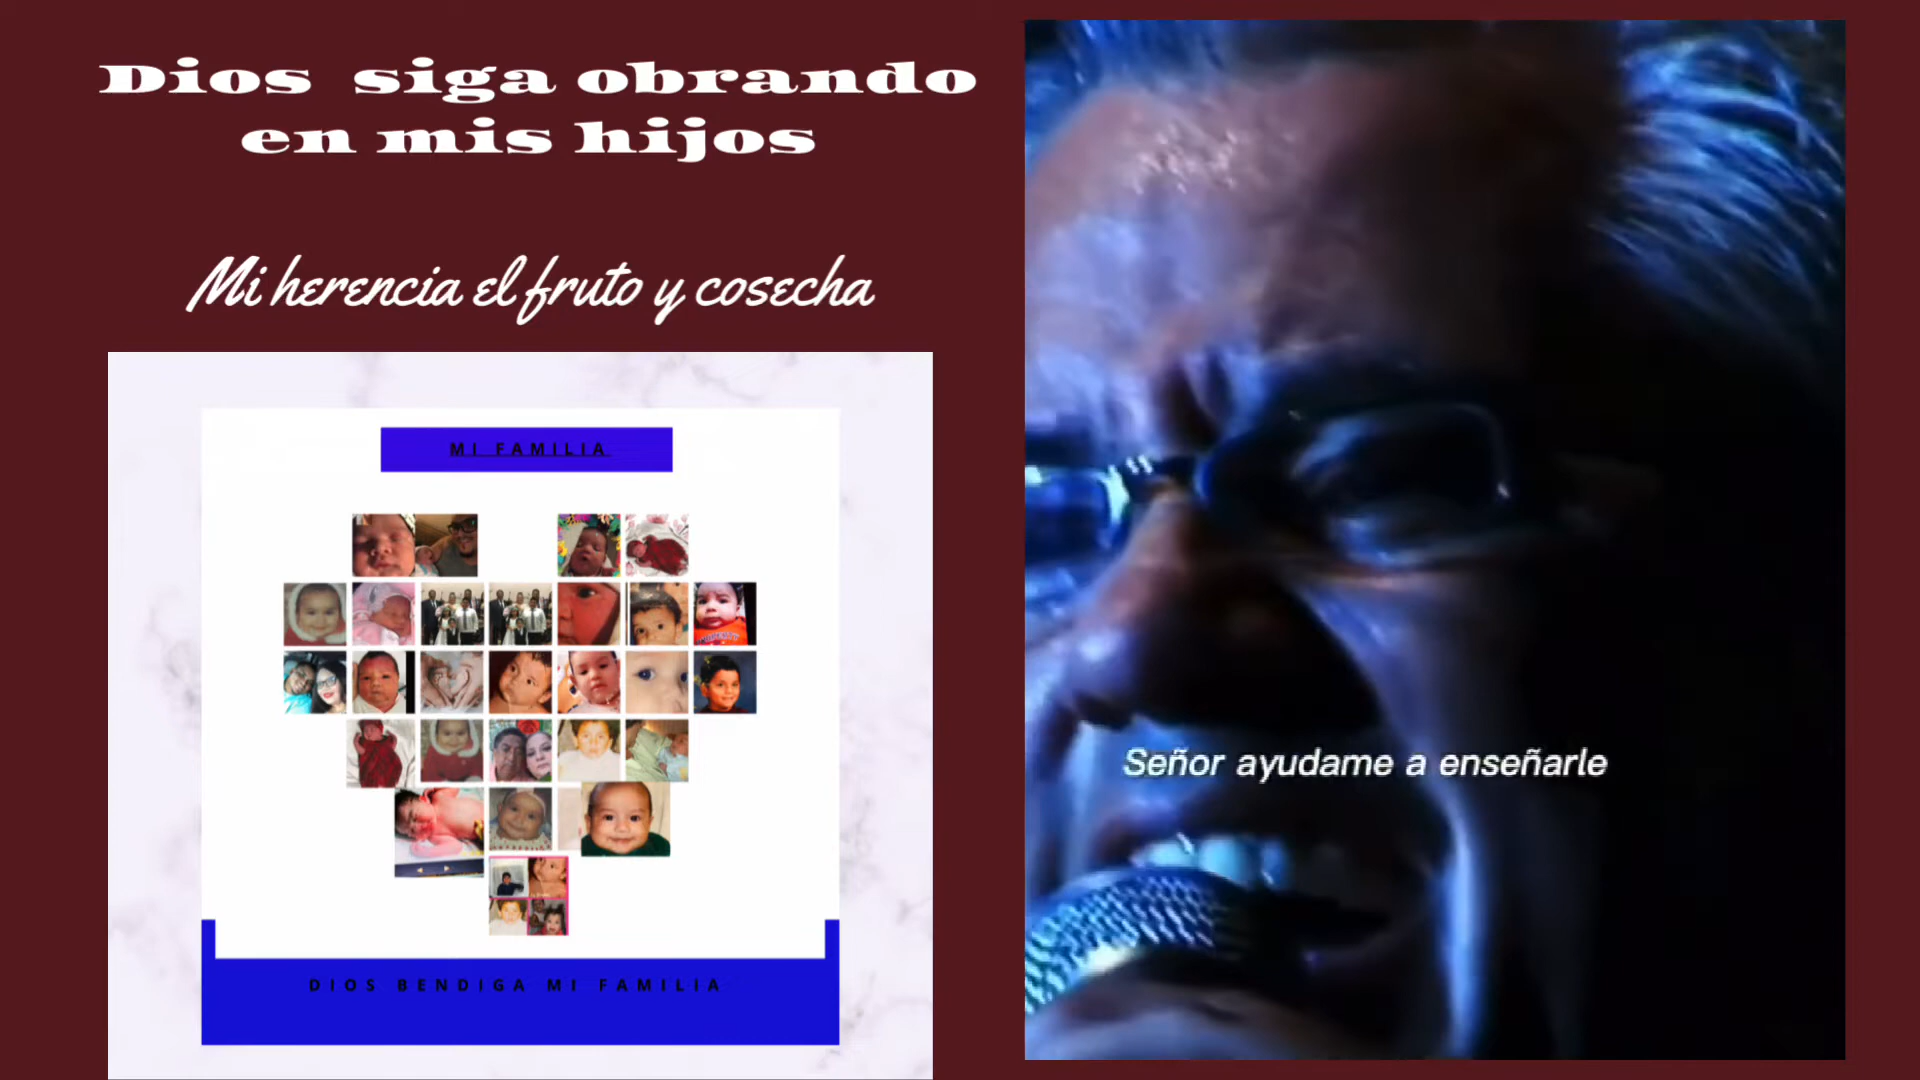 Dios siga obrando
en mis hijos
Mi herencia el fruto y cosecha
MI FAMILIA
DIOS BENDIGA MI FAMILIA
Señor ayudame a enseñarle